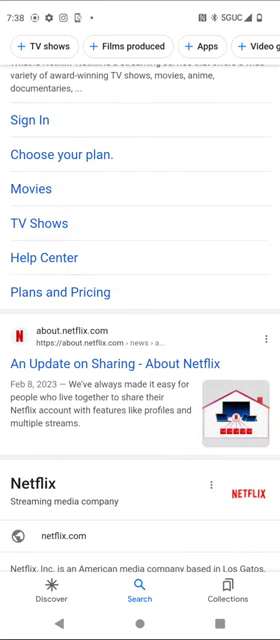 7:38 5GUC
+ TV shows + Films produced + Apps + Video g
variety of award-winning TV shows, movies, anime,
documentaries, ...
Sign In
Choose your plan.
Movies
TV Shows
Help Center
Plans and Pricing
N about.netflix.com
https://about.netflix.com › news › a...
An Update on Sharing - About Netflix
Feb 8, 2023 — We've always made it easy for
people who live together to share their
Netflix account with features like profiles and
multiple streams.
Netflix
Streaming media company
NETFLIX
netflix.com
Netflix, Inc. is an American media company based in Los Gatos,
Discover Search Collections